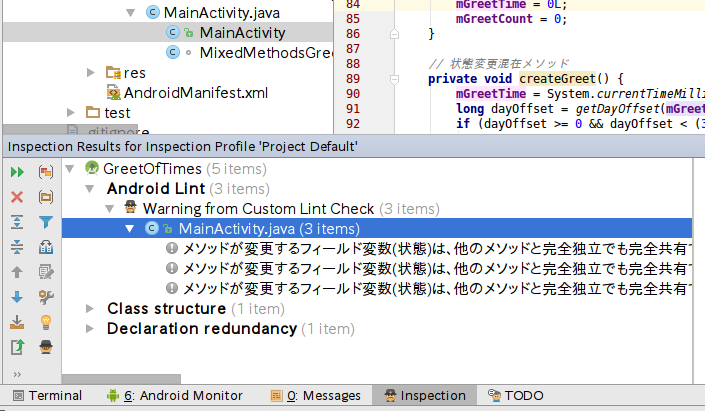 MainActivity.java
MainActivity
MixedMethodsGre
res
AndroidManifest.xml
test
.gitignore
84 mGreetTime = 0L;
85 mGreetCount = 0;
86 }
87
88 // 状態変更混在メソッド
89 private void createGreet() {
90 mGreetTime = System.currentTimeMilli
91 long dayOffset = getDayOffset(mGreet
92 if (dayOffset >= 0 && dayOffset < (3
Inspection Results for Inspection Profile 'Project Default'
GreetOfTimes (5 items)
Android Lint (3 items)
Warning from Custom Lint Check (3 items)
MainActivity.java (3 items)
メソッドが変更するフィールド変数(状態)は、他のメソッドと完全独立でも完全共有で
メソッドが変更するフィールド変数(状態)は、他のメソッドと完全独立でも完全共有で
メソッドが変更するフィールド変数(状態)は、他のメソッドと完全独立でも完全共有で
Class structure (1 item)
Declaration redundancy (1 item)
Terminal 6: Android Monitor 0: Messages Inspection TODO